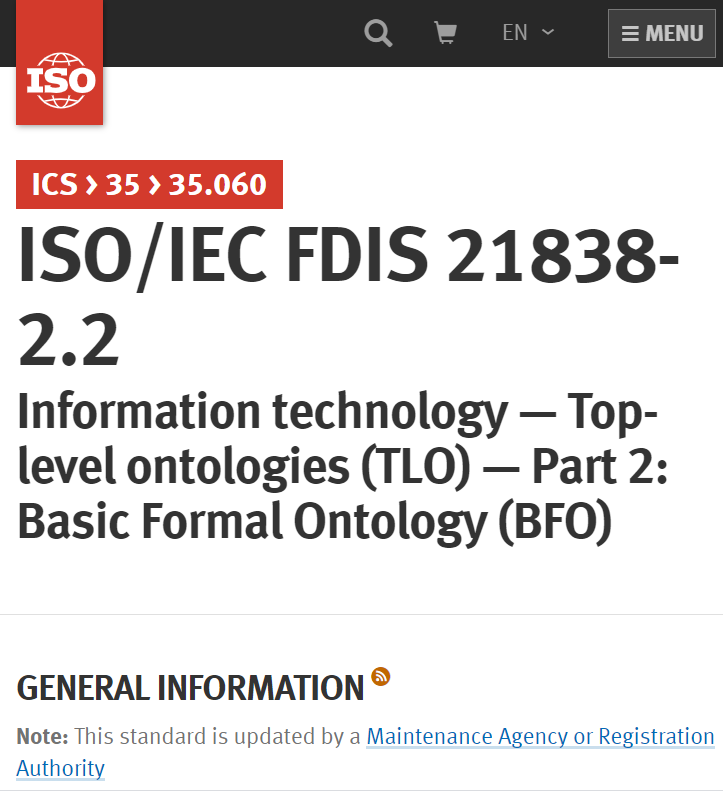 EN
MENU
ISO
ICS > 35 > 35.060
ISO/IEC FDIS 21838-
2.2
Information technology — Top-
level ontologies (TLO) — Part 2:
Basic Formal Ontology (BFO)
GENERAL INFORMATION
Note: This standard is updated by a Maintenance Agency or Registration
Authority